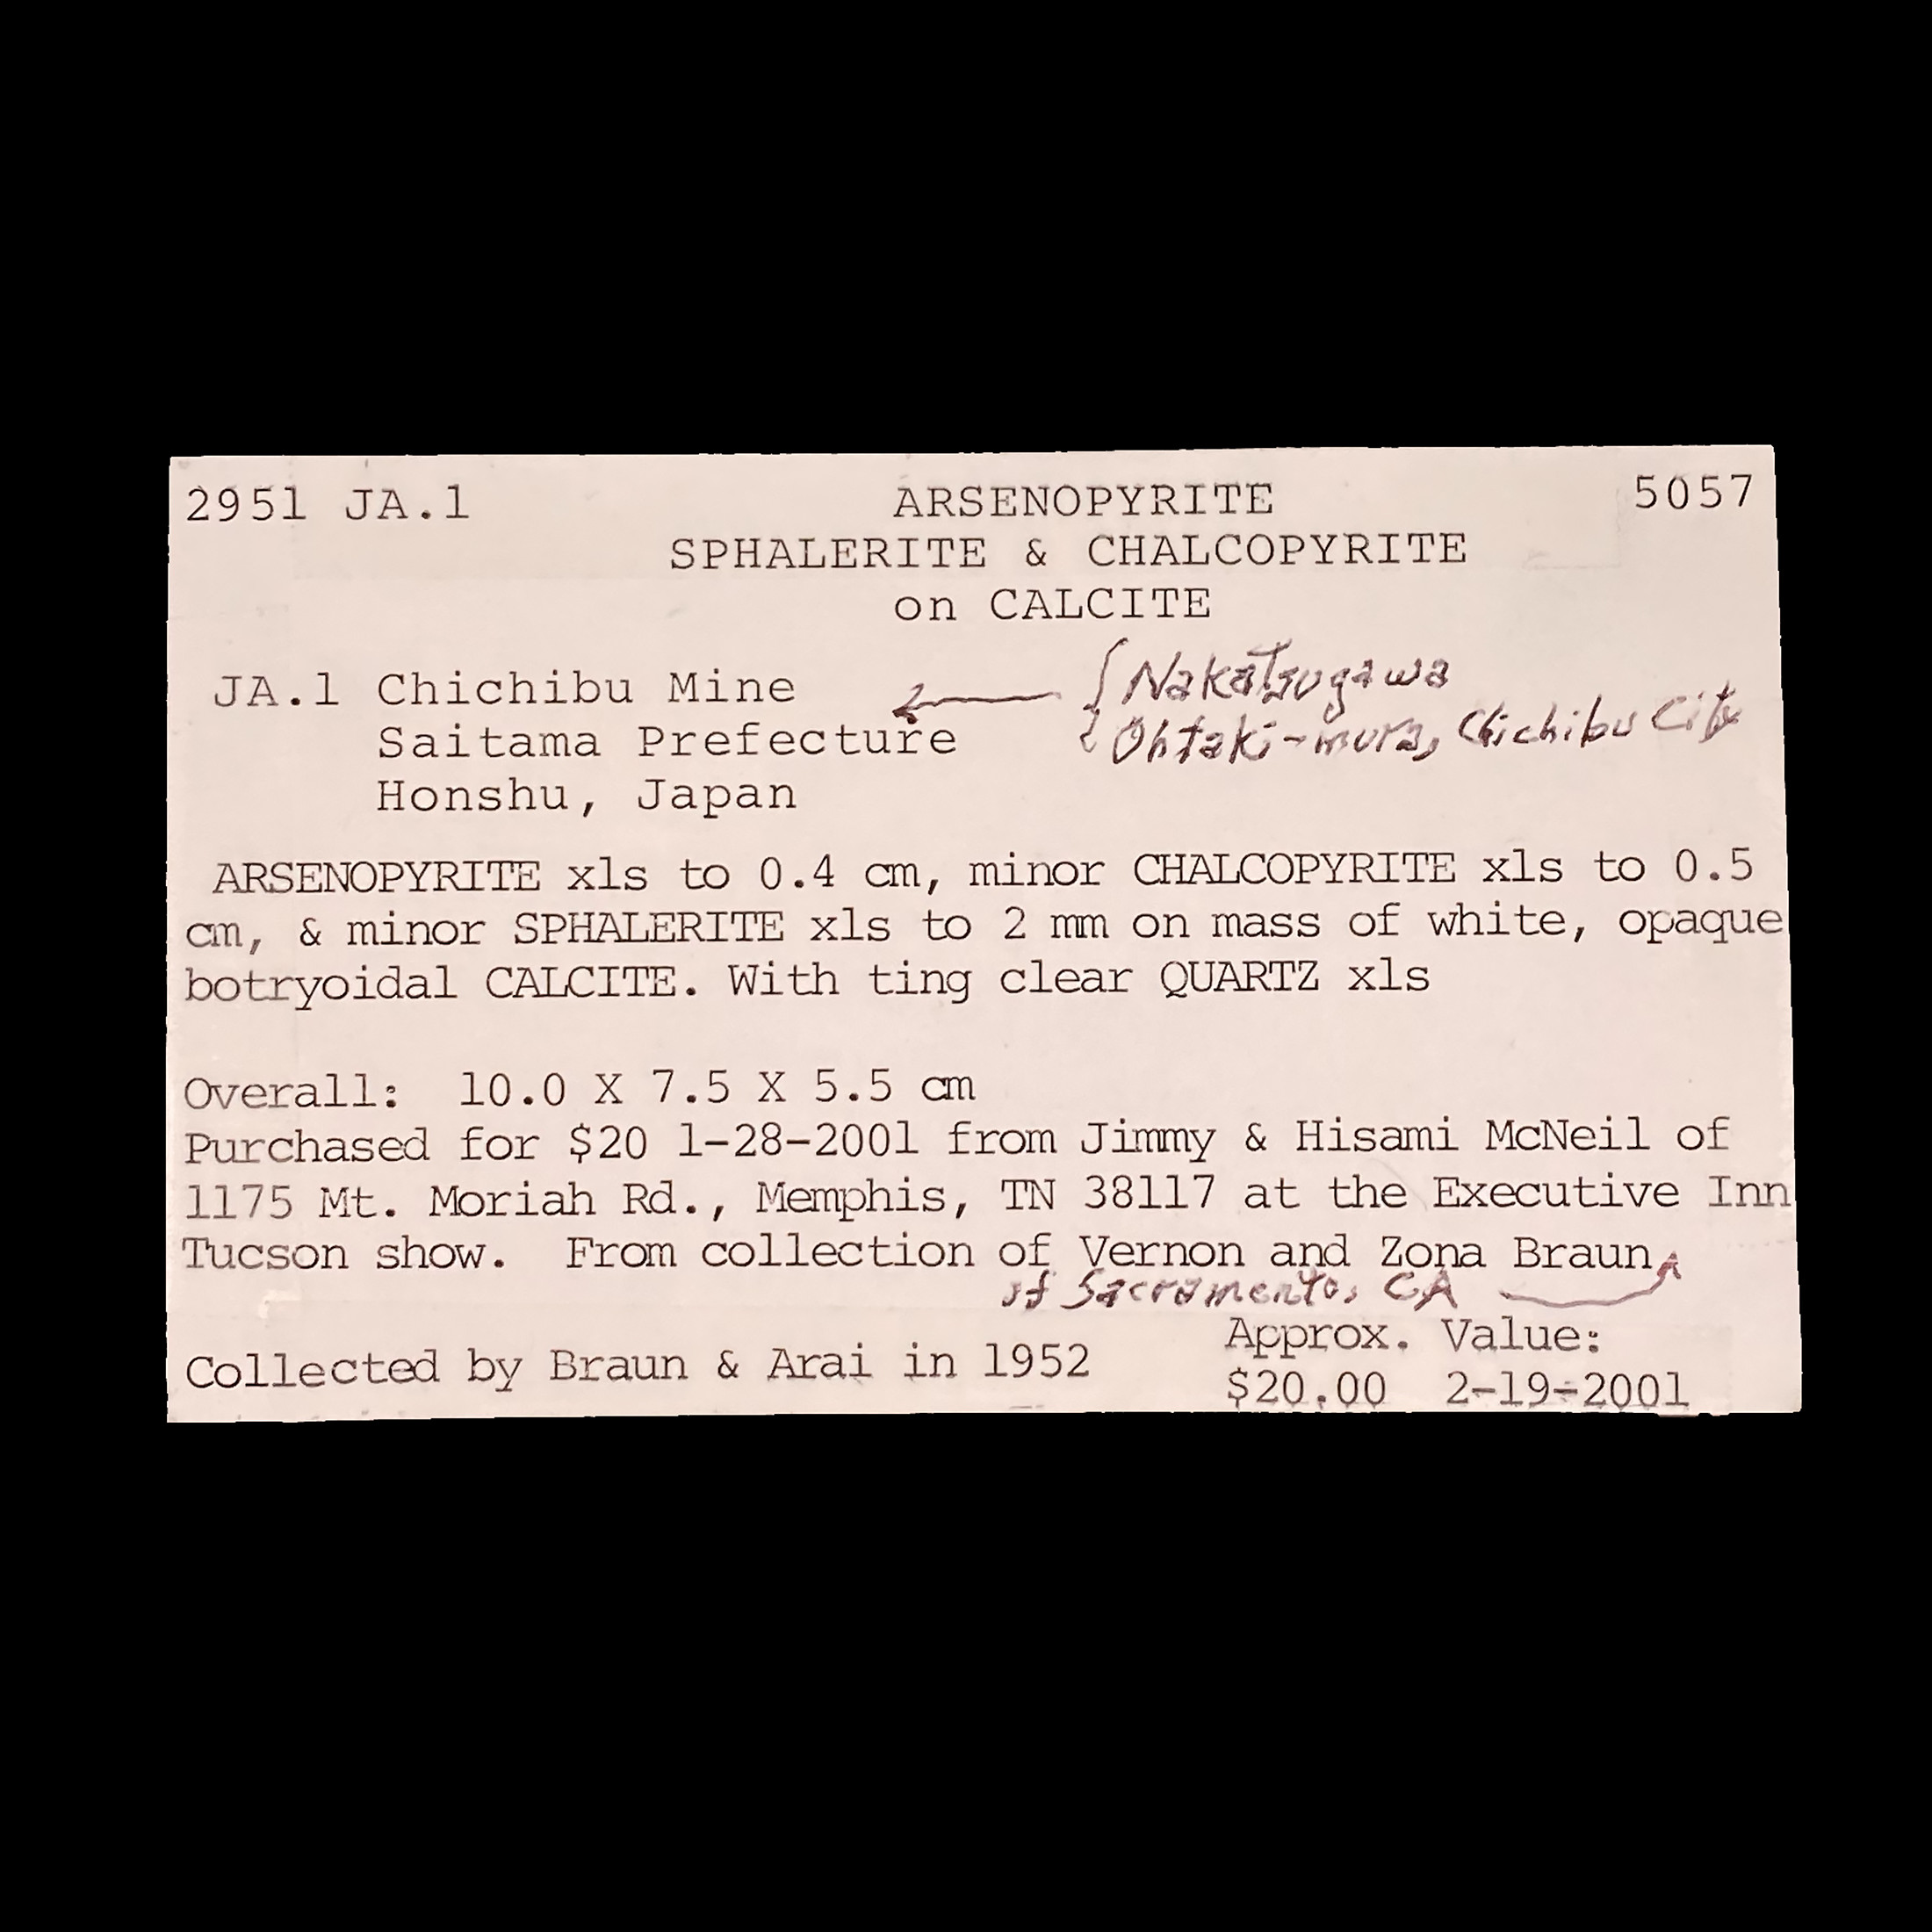 2951 JA.1 ARSENOPYRITE 5057
SPHALERITE & CHALCOPYRITE
on CALCITE
JA.1 Chichibu Mine Nakatsugawa
Saitama Prefecture Ohtaki-mura, Chichibu City
Honshu, Japan
ARSENOPYRITE xls to 0.4 cm, minor CHALCOPYRITE xls to 0.5
cm, & minor SPHALERITE xls to 2 mm on mass of white, opaque
botryoidal CALCITE. With ting clear QUARTZ xls
Overall: 10.0 X 7.5 X 5.5 cm
Purchased for $20 1-28-2001 from Jimmy & Hisami McNeil of
1175 Mt. Moriah Rd., Memphis, TN 38117 at the Executive Inn
Tucson show. From collection of Vernon and Zona Braun
of Sacramento, CA
Approx. Value:
Collected by Braun & Arai in 1952
$20.00 2-19-2001